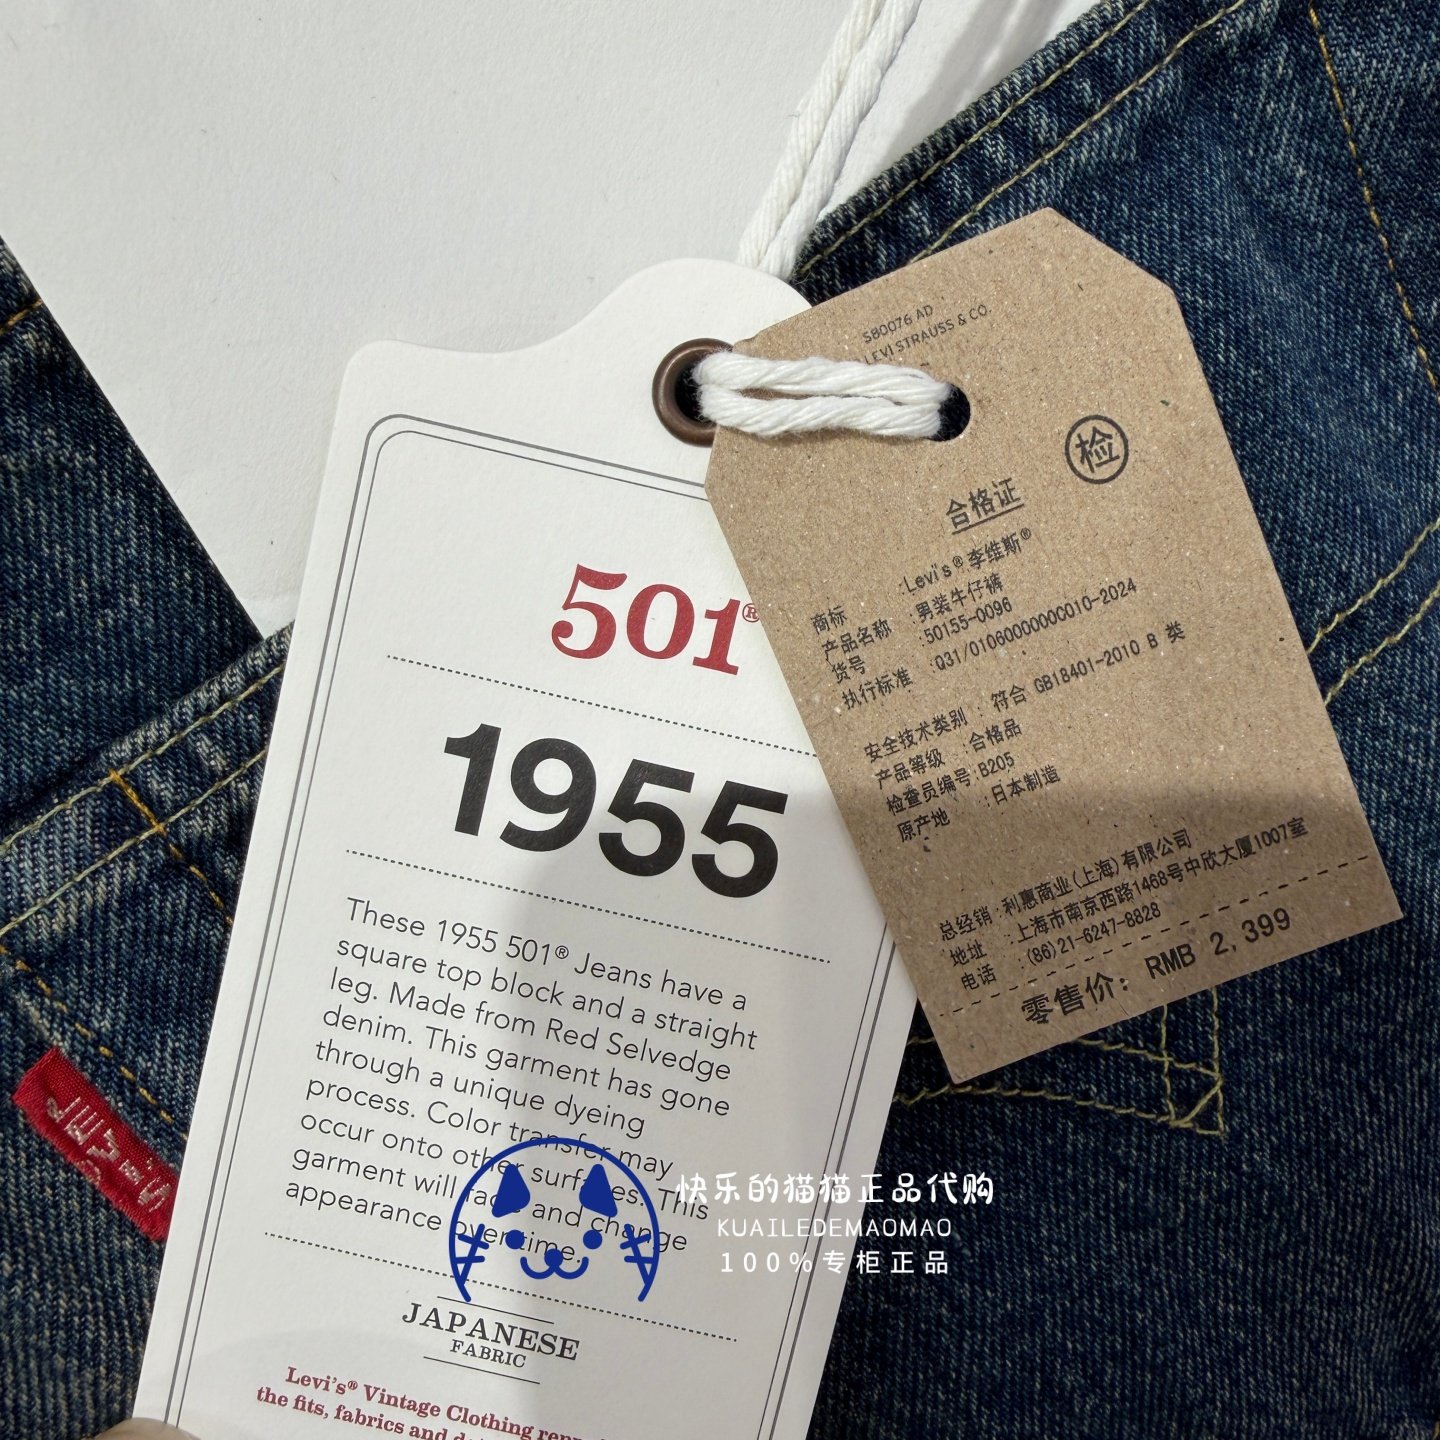 501®
1955
These 1955 501® Jeans have a
square top block and a straight
leg. Made from Red Selvedge
denim. This garment has gone
through a unique dyeing
process. Color transfer may
occur onto other surfaces. This
garment will fade and change
appearance over time.
JAPANESE
FABRIC
Levi's® Vintage Clothing
the fits, fabrics and
S80076 AD
LEVI STRAUSS & CO.
检
合格证
商标 :Levi's®李维斯®
产品名称 :男装牛仔裤
货号 :50155-0096
执行标准 :Q31/0106000000C010-2024
安全技术类别 : 符合 GB18401-2010 B 类
产品等级 :合格品
检查员编号:B205
原产地 :日本制造
总经销:利惠商业(上海)有限公司
地址 :上海市南京西路1468号中欣大厦1007室
电话 :(86)21-6247-8828
零售价: RMB 2,399
LEVI'S
快乐的猫猫正品代购
KUAILEDEMAOMAO
100%专柜正品